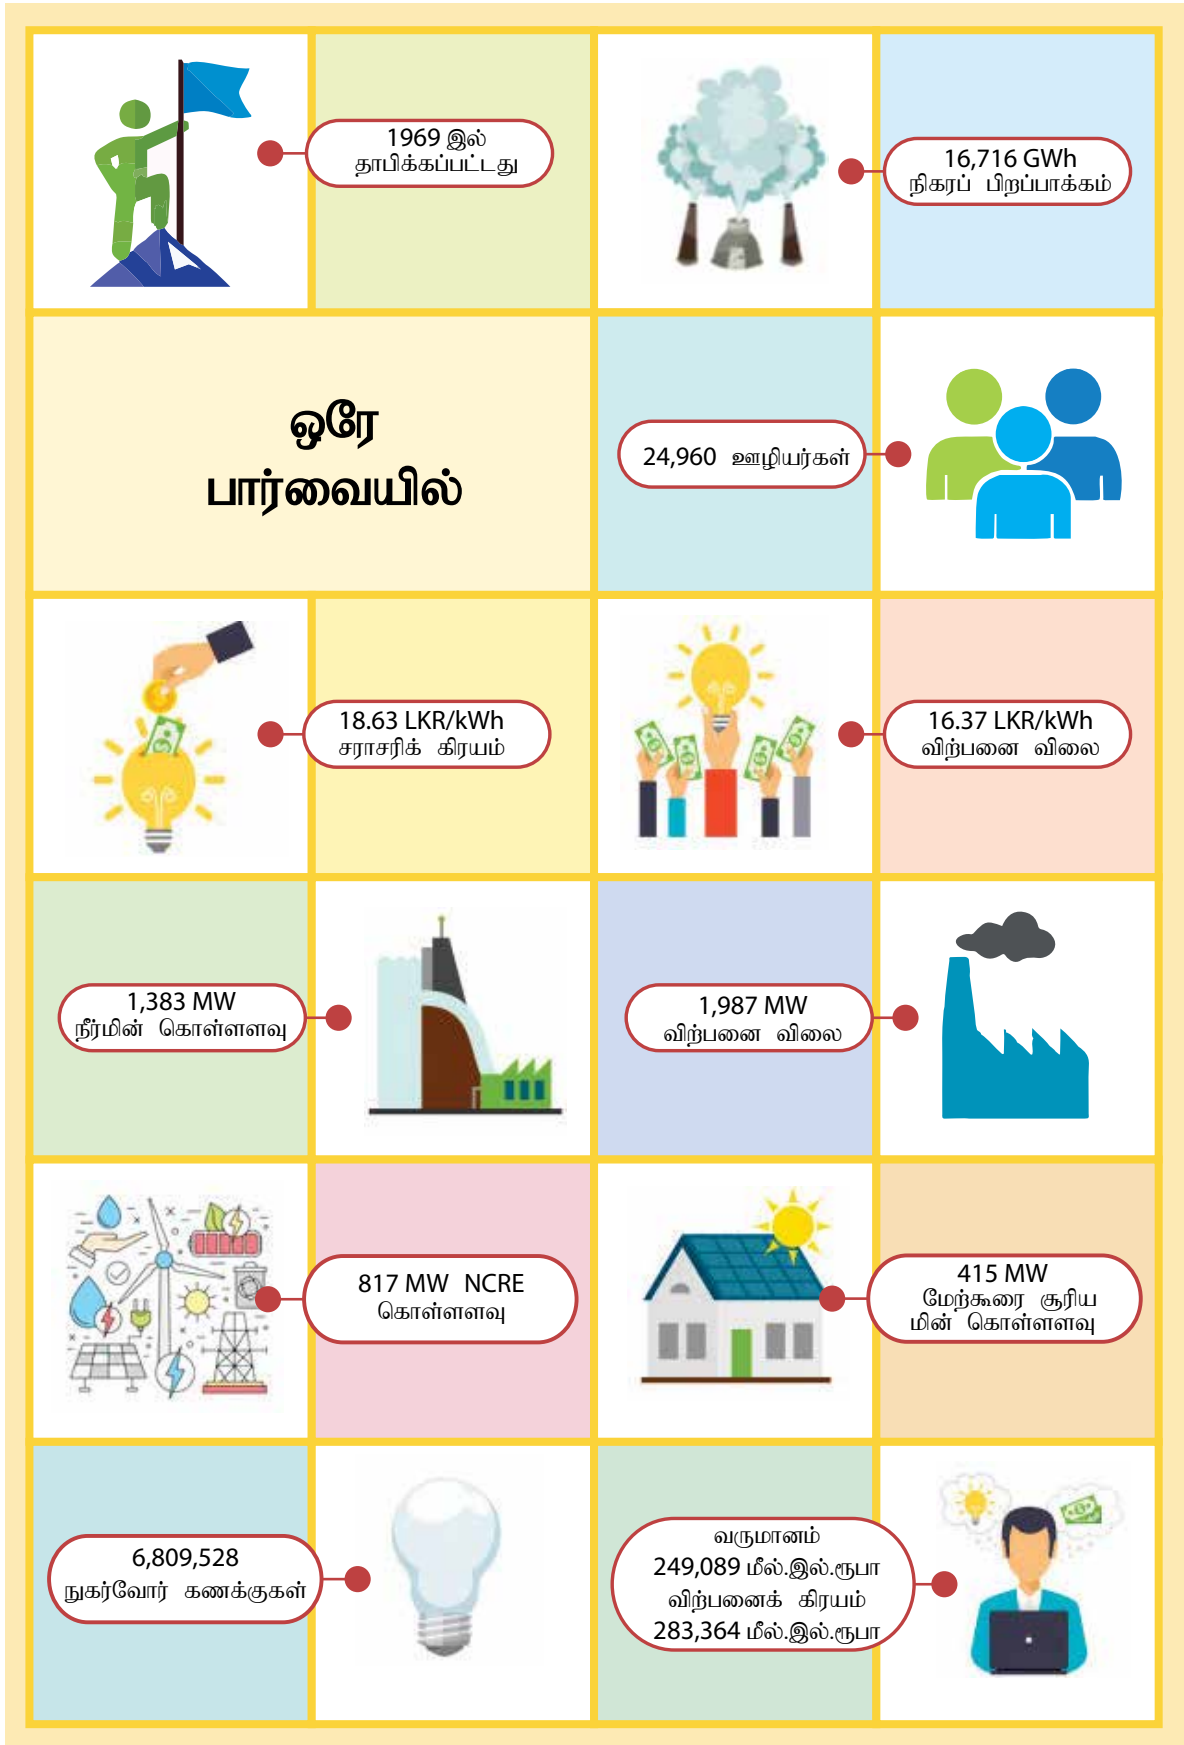 1969 இல்
தாபிக்கப்பட்டது
16,716 GWh
நிகரப் பிறப்பாக்கம்
ஒரே
பார்வையில்
24,960 ஊழியர்கள்
18.63 LKR/kWh
சராசரிக் கிரயம்
16.37 LKR/kWh
விற்பனை விலை
1,383 MW
நீர்மின் கொள்ளளவு
1,987 MW
விற்பனை விலை
817 MW NCRE
கொள்ளளவு
415 MW
மேற்கூரை சூரிய
மின் கொள்ளளவு
6,809,528
நுகர்வோர் கணக்குகள்
வருமானம்
249,089 மீல்.இல்.ரூபா
விற்பனைக் கிரயம்
283,364 மீல்.இல்.ரூபா